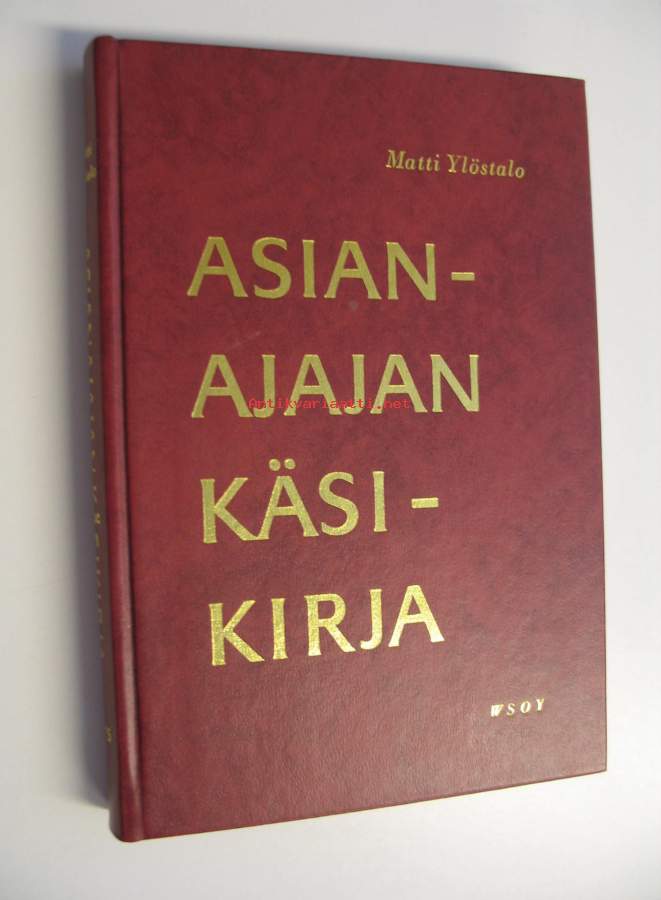 Matti Ylöstalo
ASIAN-
AJAJAN
Antikvariaatti.net
KÄSI-
KIRJA
WSOY